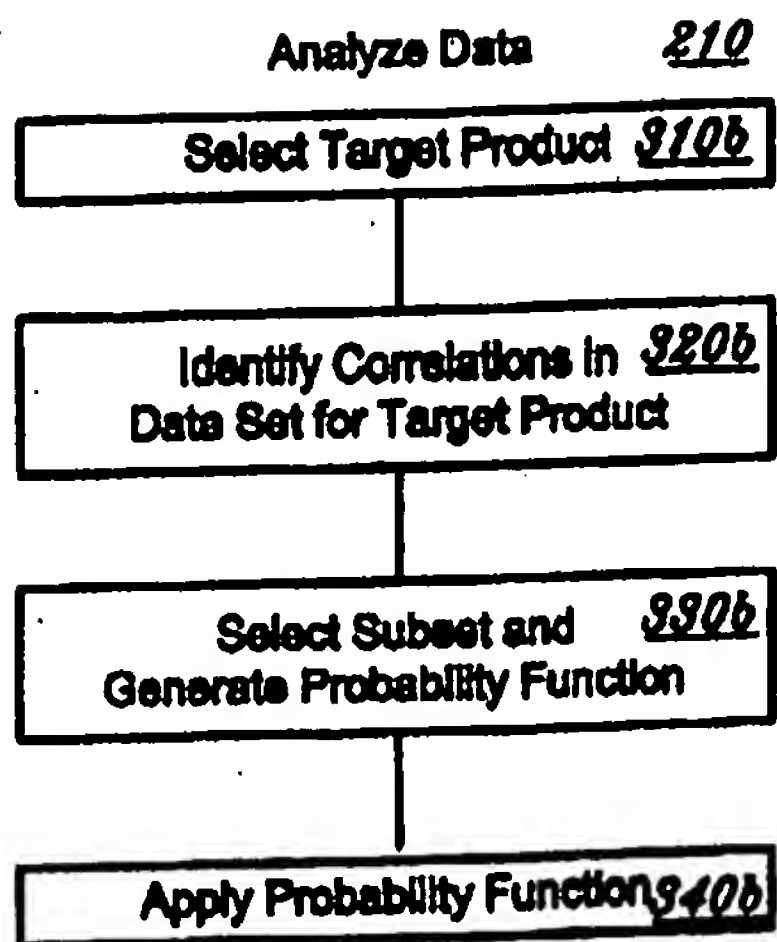 Analyze Data 210
Select Target Product 310b
Identify Correlations in 320b
Data Set for Target Product
Select Subset and 330b
Generate Probability Function
Apply Probability Function 340b